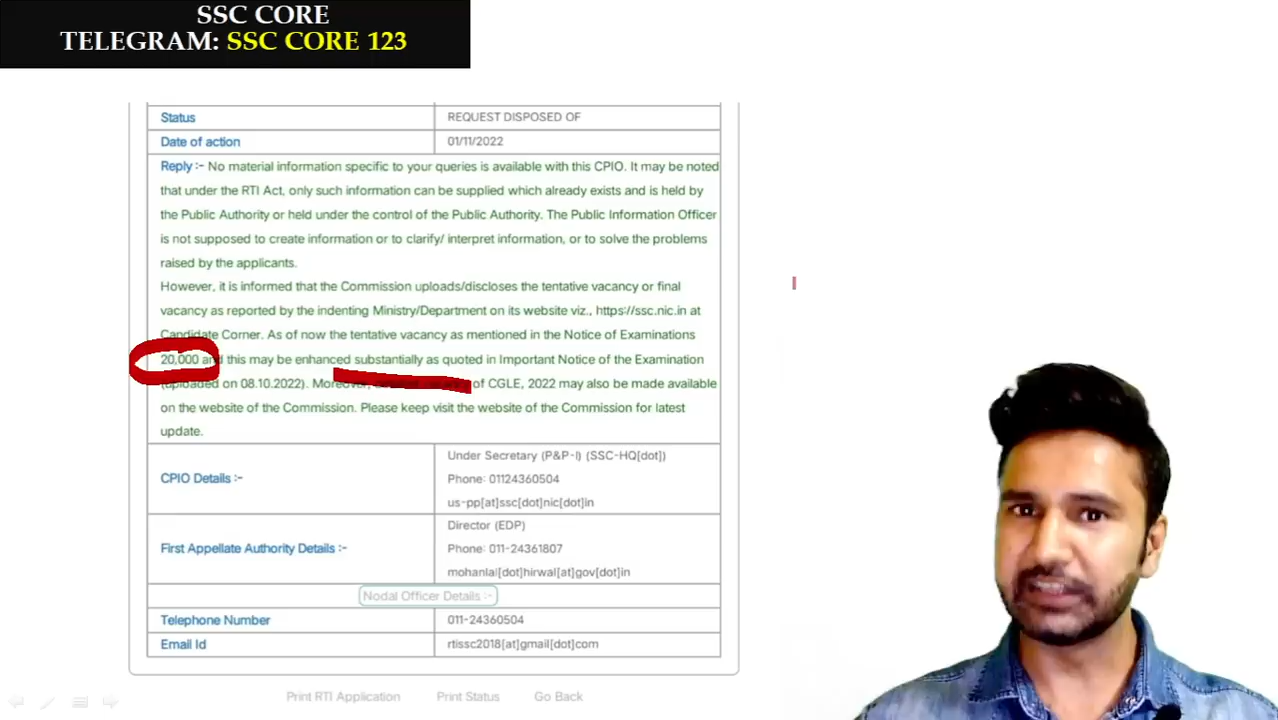 SSC CORE
TELEGRAM: SSC CORE 123
Status REQUEST DISPOSED OF
Date of action 01/11/2022
Reply :- No material information specific to your queries is available with this CPIO. It may be noted
that under the RTI Act, only such information can be supplied which already exists and is held by
the Public Authority or held under the control of the Public Authority. The Public Information Officer
is not supposed to create information or to clarify/ interpret information, or to solve the problems
raised by the applicants.
However, it is informed that the Commission uploads/discloses the tentative vacancy or final
vacancy as reported by the indenting Ministry/Department on its website viz., https://ssc.nic.in at
Candidate Corner. As of now the tentative vacancy as mentioned in the Notice of Examinations
20,000 and this may be enhanced substantially as quoted in Important Notice of the Examination
(uploaded on 08.10.2022). Moreover, of CGLE, 2022 may also be made available
on the website of the Commission. Please keep visit the website of the Commission for latest
update.
CPIO Details :- Under Secretary (P&P-I) (SSC-HQ[dot])
Phone: 01124360504
us-pp[at]ssc[dot]nic[dot]in
First Appellate Authority Details :- Director (EDP)
Phone: 011-24361807
mohanlal[dot]hirwal[at]gov[dot]in
Nodal Officer Details :-
Telephone Number 011-24360504
Email Id rtissc2018[at]gmail[dot]com
Print RTI Application Print Status Go Back